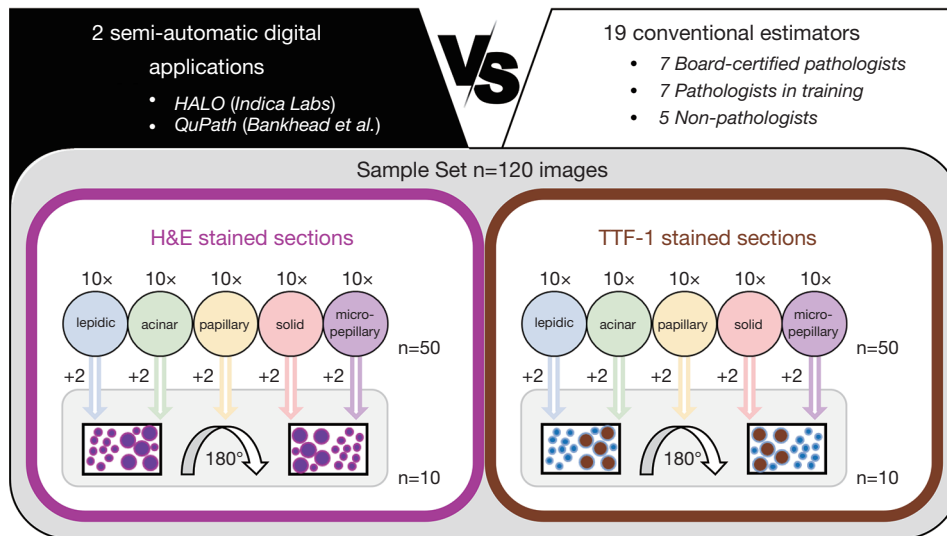 2 semi-automatic digital
applications
• HALO (Indica Labs)
• QuPath (Bankhead et al.)
VS
19 conventional estimators
• 7 Board-certified pathologists
• 7 Pathologists in training
• 5 Non-pathologists
Sample Set n=120 images
H&E stained sections
10× 10× 10× 10× 10×
lepidic acinar papillary solid micro-
pepillary
n=50
+2 +2 +2 +2 +2
180°
n=10
TTF-1 stained sections
10× 10× 10× 10× 10×
lepidic acinar papillary solid micro-
pepillary
n=50
+2 +2 +2 +2 +2
180°
n=10